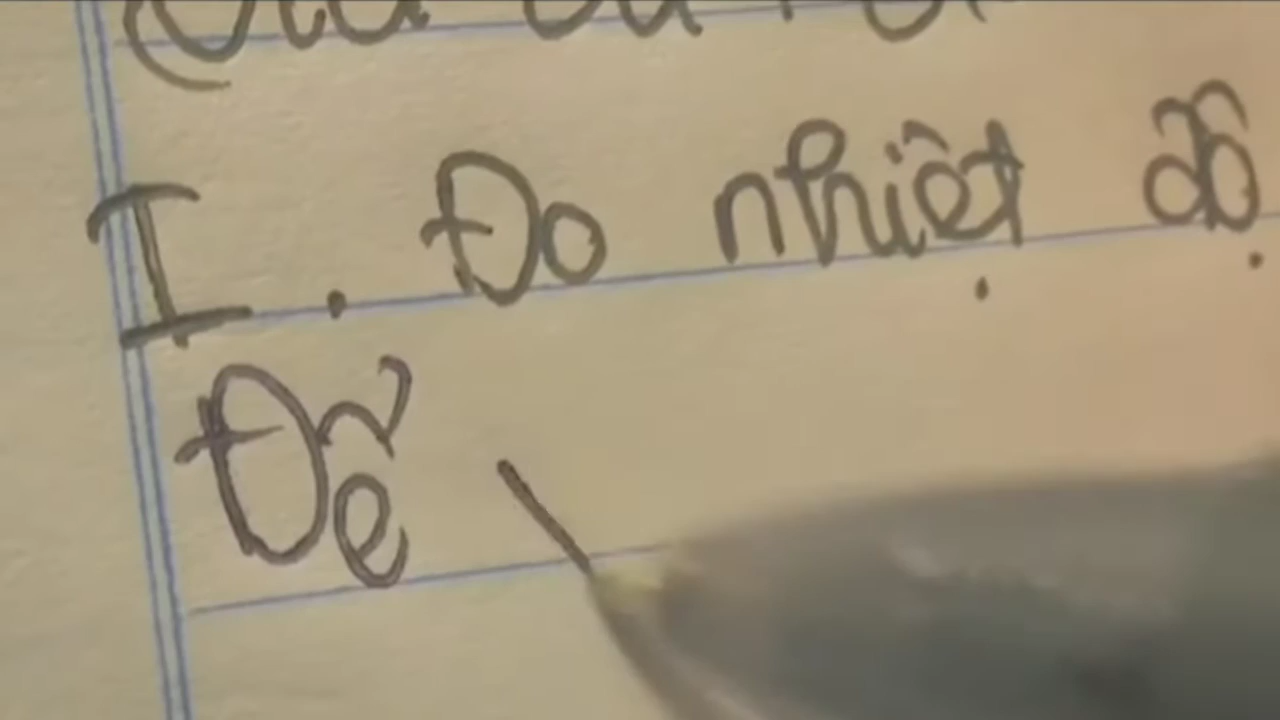 I. Đo nhiệt độ
Để